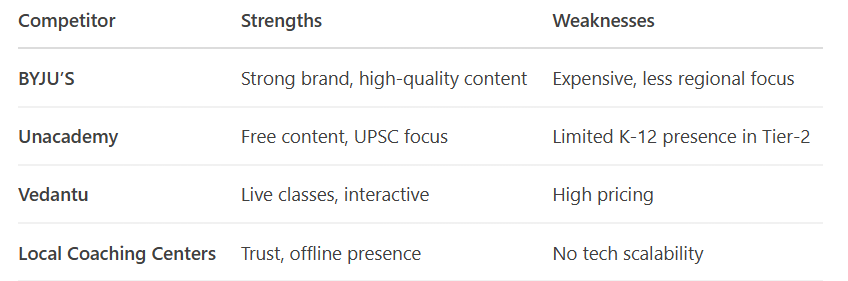 Competitor Strengths Weaknesses
BYJU’S Strong brand, high-quality content Expensive, less regional focus
Unacademy Free content, UPSC focus Limited K-12 presence in Tier-2
Vedantu Live classes, interactive High pricing
Local Coaching Centers Trust, offline presence No tech scalability